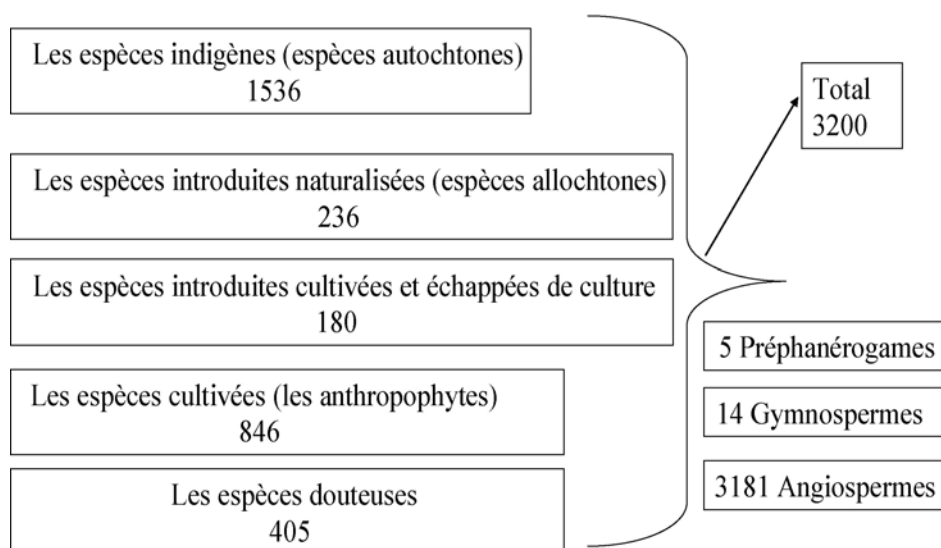 Les espèces indigènes (espèces autochtones)
1536
Total
3200
Les espèces introduites naturalisées (espèces allochtones)
236
Les espèces introduites cultivées et échappées de culture
180
5 Préphanérogames
Les espèces cultivées (les anthropophytes)
846
14 Gymnospermes
Les espèces douteuses
405
3181 Angiospermes